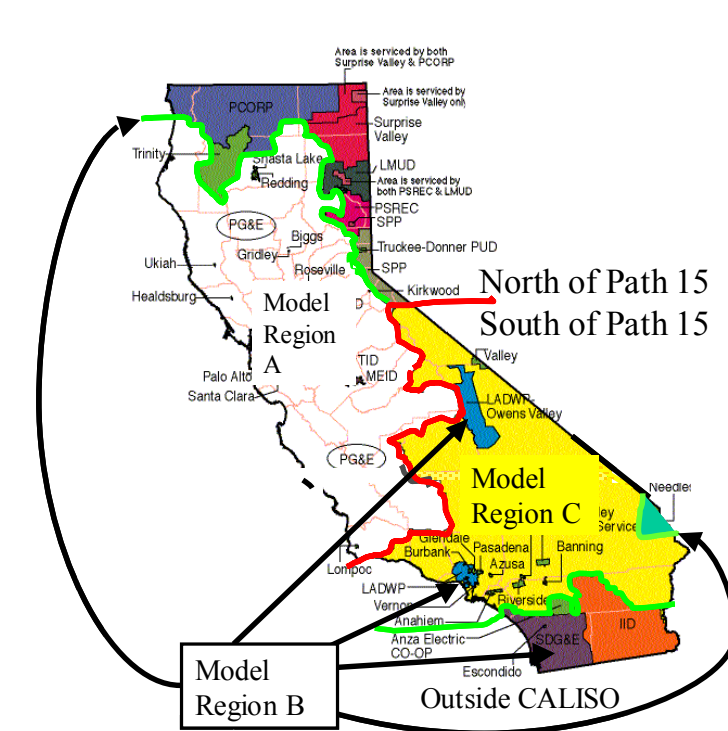 Area is serviced by both
Surprise Valley & PCORP
Area is serviced by
Surprise Valley only
PCORP
Surprise
Valley
Trinity
Shasta Lake
LMUD
Redding
Area is serviced by
both PSREC & LMUD
PSREC
SPP
PG&E
Biggs
Gridley
Truckee-Donner PUD
Ukiah
Roseville
SPP
Healdsburg
Kirkwood
North of Path 15
South of Path 15
Model
Region
A
D
Valley
TID
MEID
Palo Alto
Santa Clara
LADWP
Owens Valley
PG&E
Model
Region C
Needles
ley
Service
Glendale
Burbank
Pasadena
Banning
Azusa
Lompoc
LADWP
Vernon
Riverside
Anahiem
Anza Electric
CO-OP
SDG&E
IID
Escondido
Model
Region B
Outside CALISO